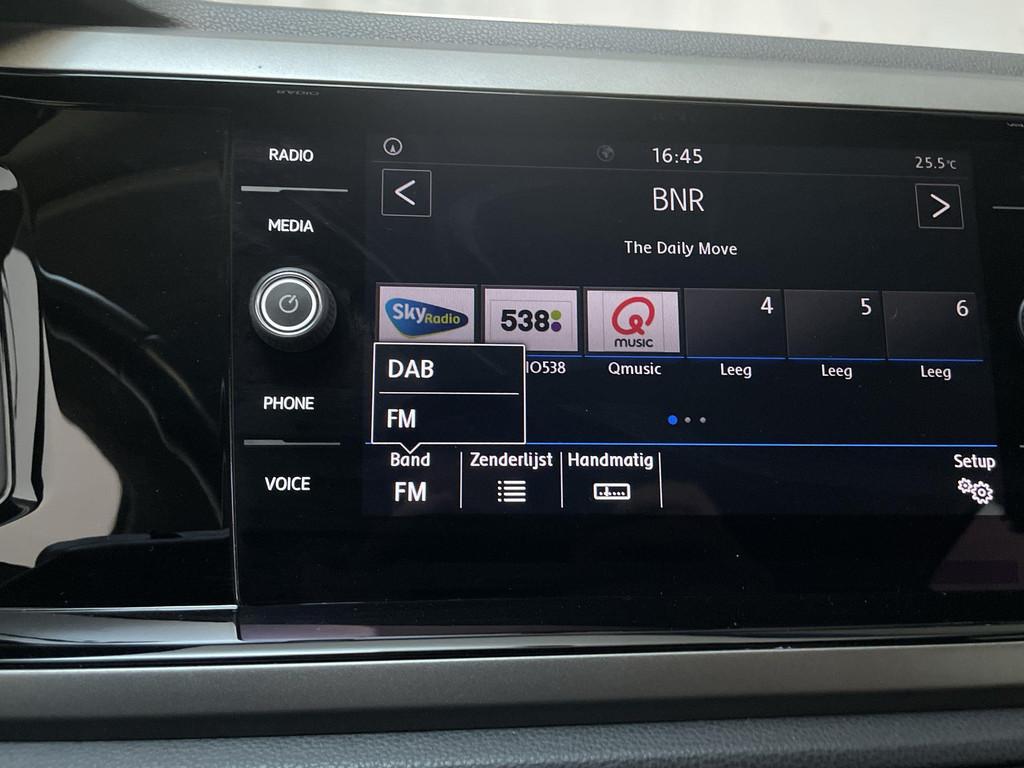 RADIO
MEDIA
PHONE
VOICE
16:45
25.5°C
<
BNR
>
The Daily Move
Sky Radio
538
Q MUSIC
4
5
6
IO538
Qmusic
Leeg
Leeg
Leeg
DAB
FM
Band
FM
Zenderlijst
Handmatig
Setup